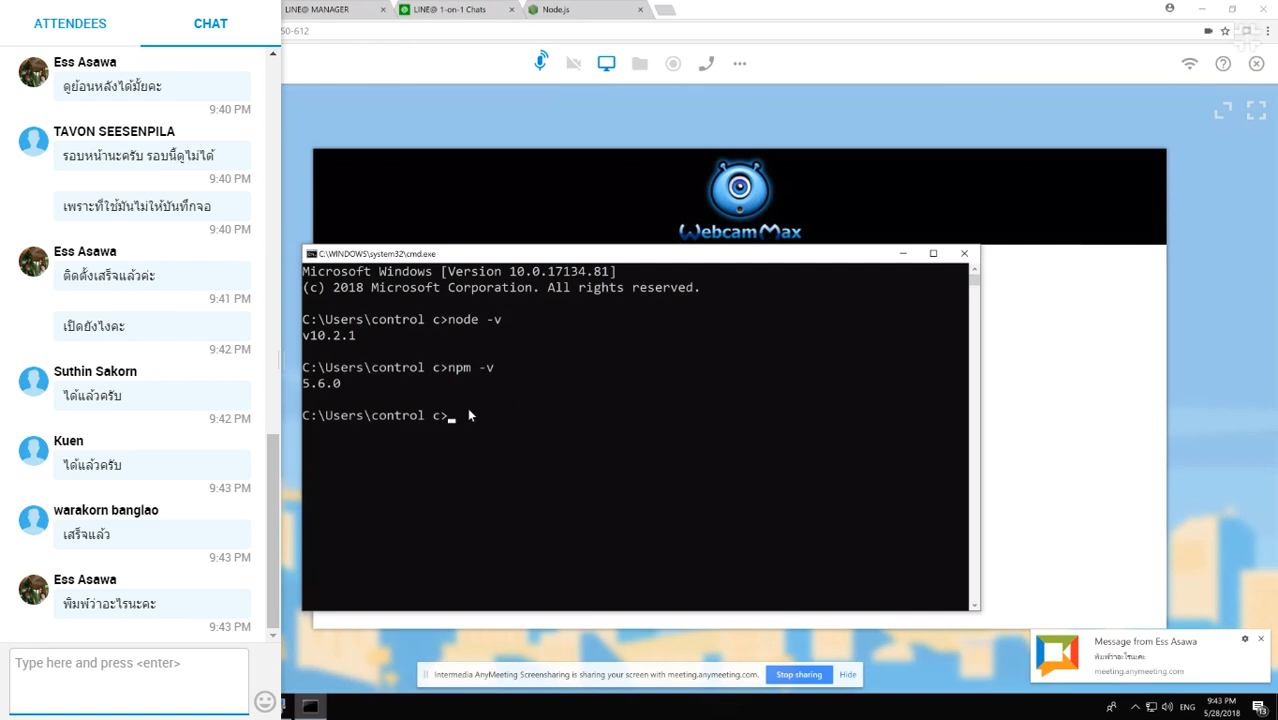 ATTENDEES
CHAT
LINE@ MANAGER
LINE@ 1-on-1 Chats
Node.js
50-612
Ess Asawa
ดูย้อนหลังได้มั้ยคะ
9:40 PM
TAVON SEESENPILA
รอบหน้านะครับ รอบนี้ดูไม่ได้
9:40 PM
เพราะที่ใช้มันไม่ให้บันทึกจอ
9:40 PM
Ess Asawa
ติดตั้งเสร็จแล้วค่ะ
9:41 PM
เปิดยังไงคะ
9:42 PM
Suthin Sakorn
ได้แล้วครับ
9:42 PM
Kuen
ได้แล้วครับ
9:43 PM
warakorn banglao
เสร็จแล้ว
9:43 PM
Ess Asawa
พิมพ์ว่าอะไรนะคะ
9:43 PM
Type here and press <enter>
WebcamMax
C:\WINDOWS\system32\cmd.exe
Microsoft Windows [Version 10.0.17134.81]
(c) 2018 Microsoft Corporation. All rights reserved.
C:\Users\control c>node -v
v10.2.1
C:\Users\control c>npm -v
5.6.0
C:\Users\control c>
Message from Ess Asawa
พิมพ์ว่าอะไรนะคะ
meeting.anymeeting.com
Intermedia AnyMeeting Screensharing is sharing your screen with meeting.anymeeting.com.
Stop sharing
Hide
ENG
9:43 PM
5/28/2018
13